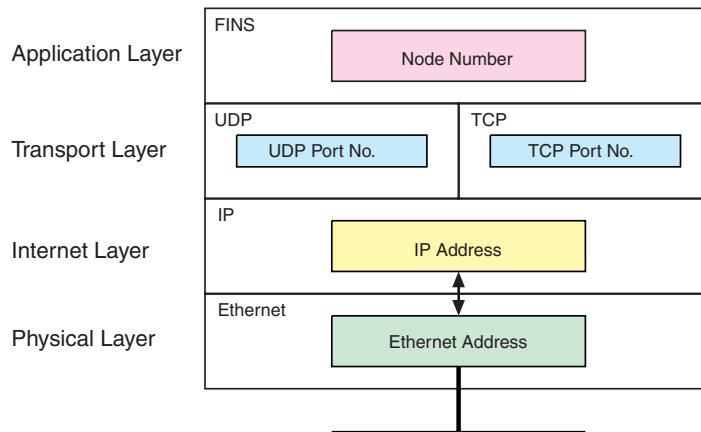 FINS
Application Layer
Node Number
UDP
TCP
Transport Layer
UDP Port No.
TCP Port No.
IP
Internet Layer
IP Address
Ethernet
Physical Layer
Ethernet Address